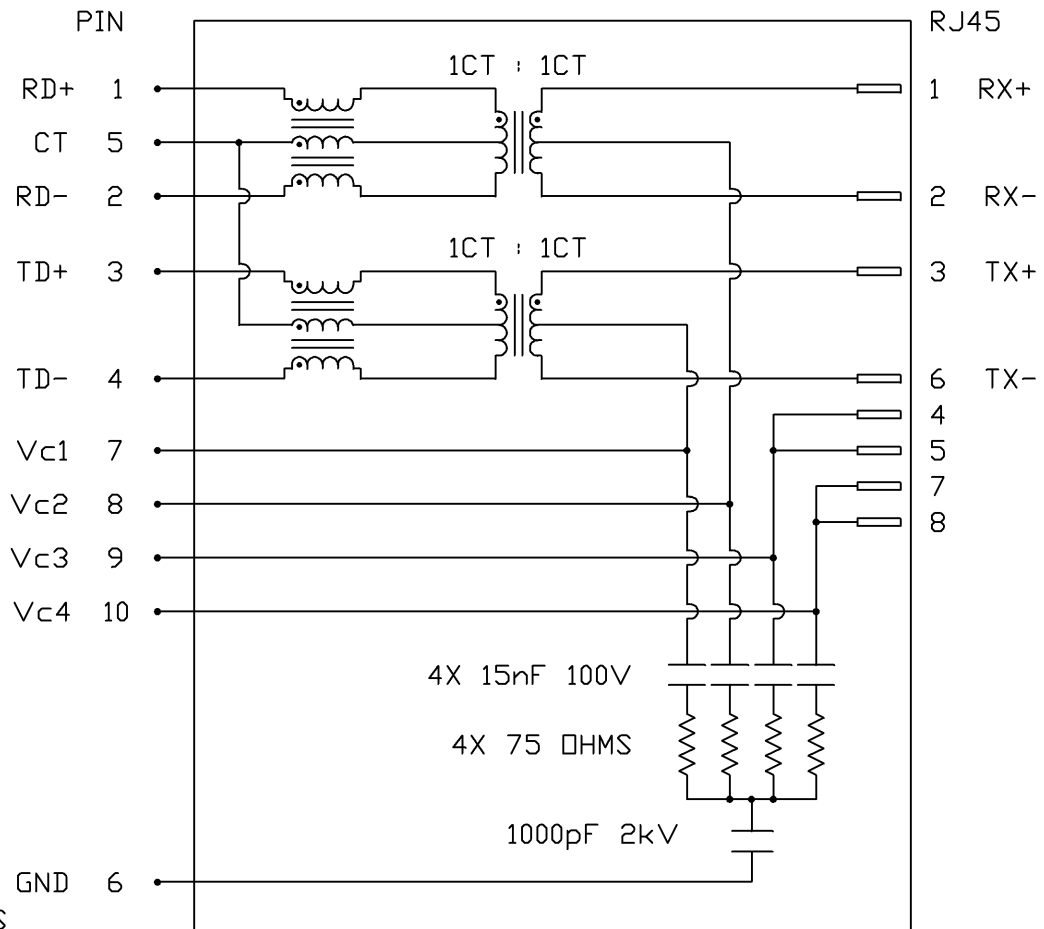 PIN RJ45
1CT : 1CT
RD+ 1 1 RX+
CT 5
RD- 2 2 RX-
1CT : 1CT
TD+ 3 3 TX+
TD- 4 6 TX-
4
Vc1 7 5
7
Vc2 8 8
Vc3 9
Vc4 10
4X 15nF 100V
4X 75 OHMS
1000pF 2kV
GND 6
S